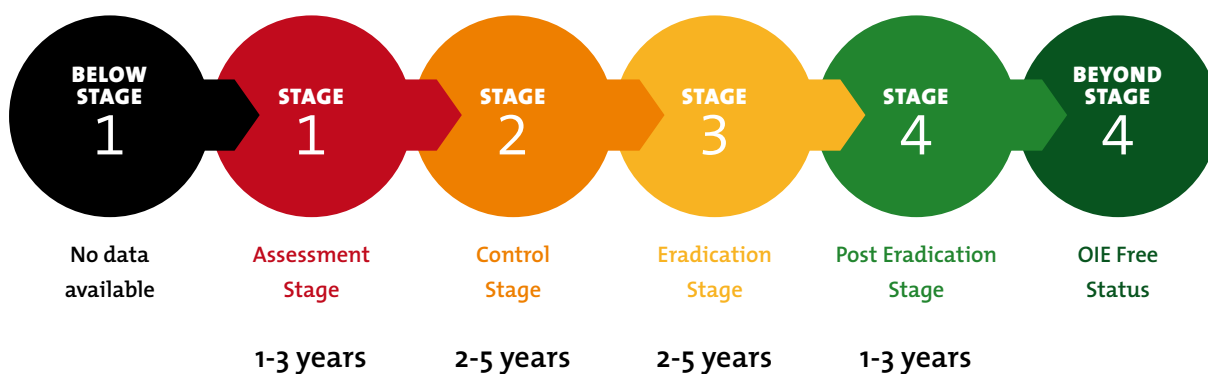 BELOW
STAGE
1
STAGE
1
STAGE
2
STAGE
3
STAGE
4
BEYOND
STAGE
4
No data
available
Assessment
Stage
Control
Stage
Eradication
Stage
Post Eradication
Stage
OIE Free
Status
1-3 years
2-5 years
2-5 years
1-3 years